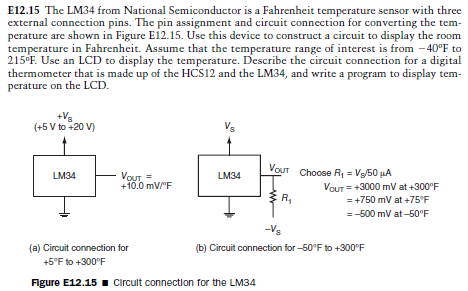 E12.15 The LM34 from National Semiconductor is a Fahrenheit temperature sensor with three
external connection pins. The pin assignment and circuit connection for converting the tem-
perature are shown in Figure E12.15. Use this device to construct a circuit to display the room
temperature in Fahrenheit. Assume that the temperature range of interest is from −40°F to
215°F. Use an LCD to display the temperature. Describe the circuit connection for a digital
thermometer that is made up of the HCS12 and the LM34, and write a program to display tem-
perature on the LCD.
+VS
(+5 V to +20 V)
LM34
VOUT =
+10.0 mV/°F
(a) Circuit connection for
+5°F to +300°F
VS
LM34
VOUT
R1
−VS
Choose R1 = VS/50 µA
VOUT = +3000 mV at +300°F
= +750 mV at +75°F
= −500 mV at −50°F
(b) Circuit connection for −50°F to +300°F
Figure E12.15 ■ Circuit connection for the LM34